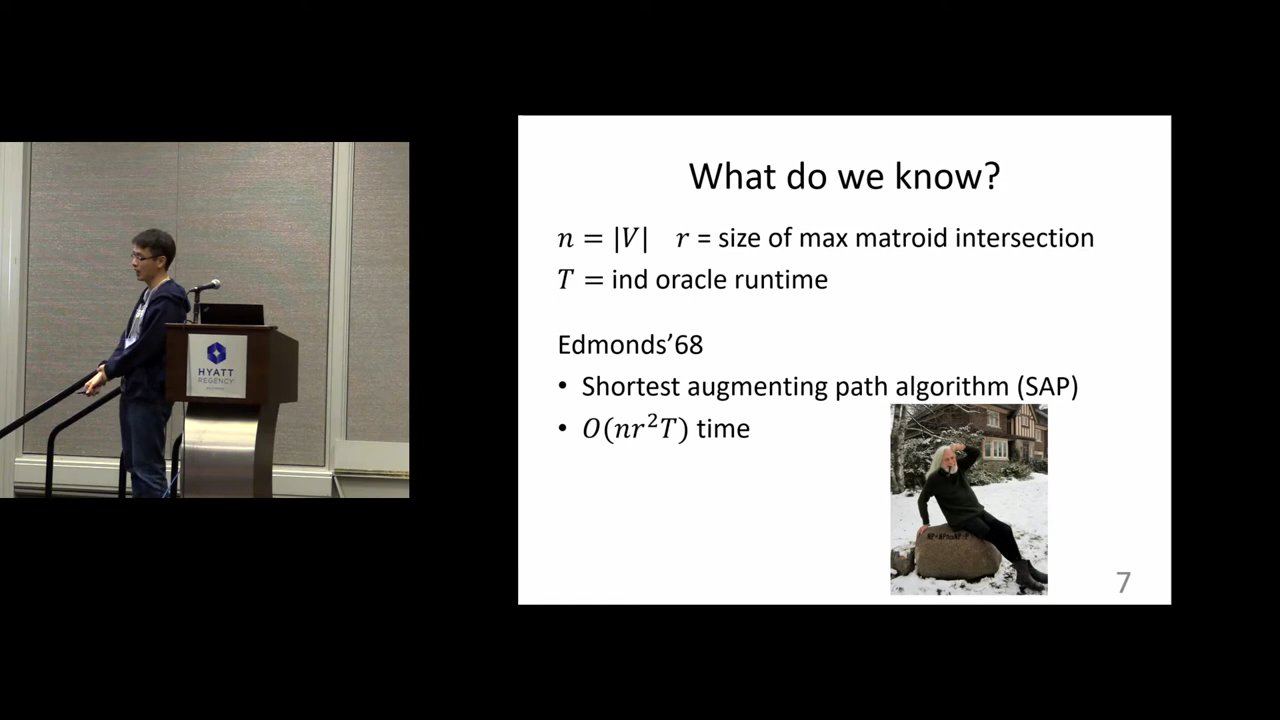 What do we know?
n = |V| r = size of max matroid intersection
T = ind oracle runtime
Edmonds’68
• Shortest augmenting path algorithm (SAP)
• O(nr²T) time
7
HYATT
REGENCY